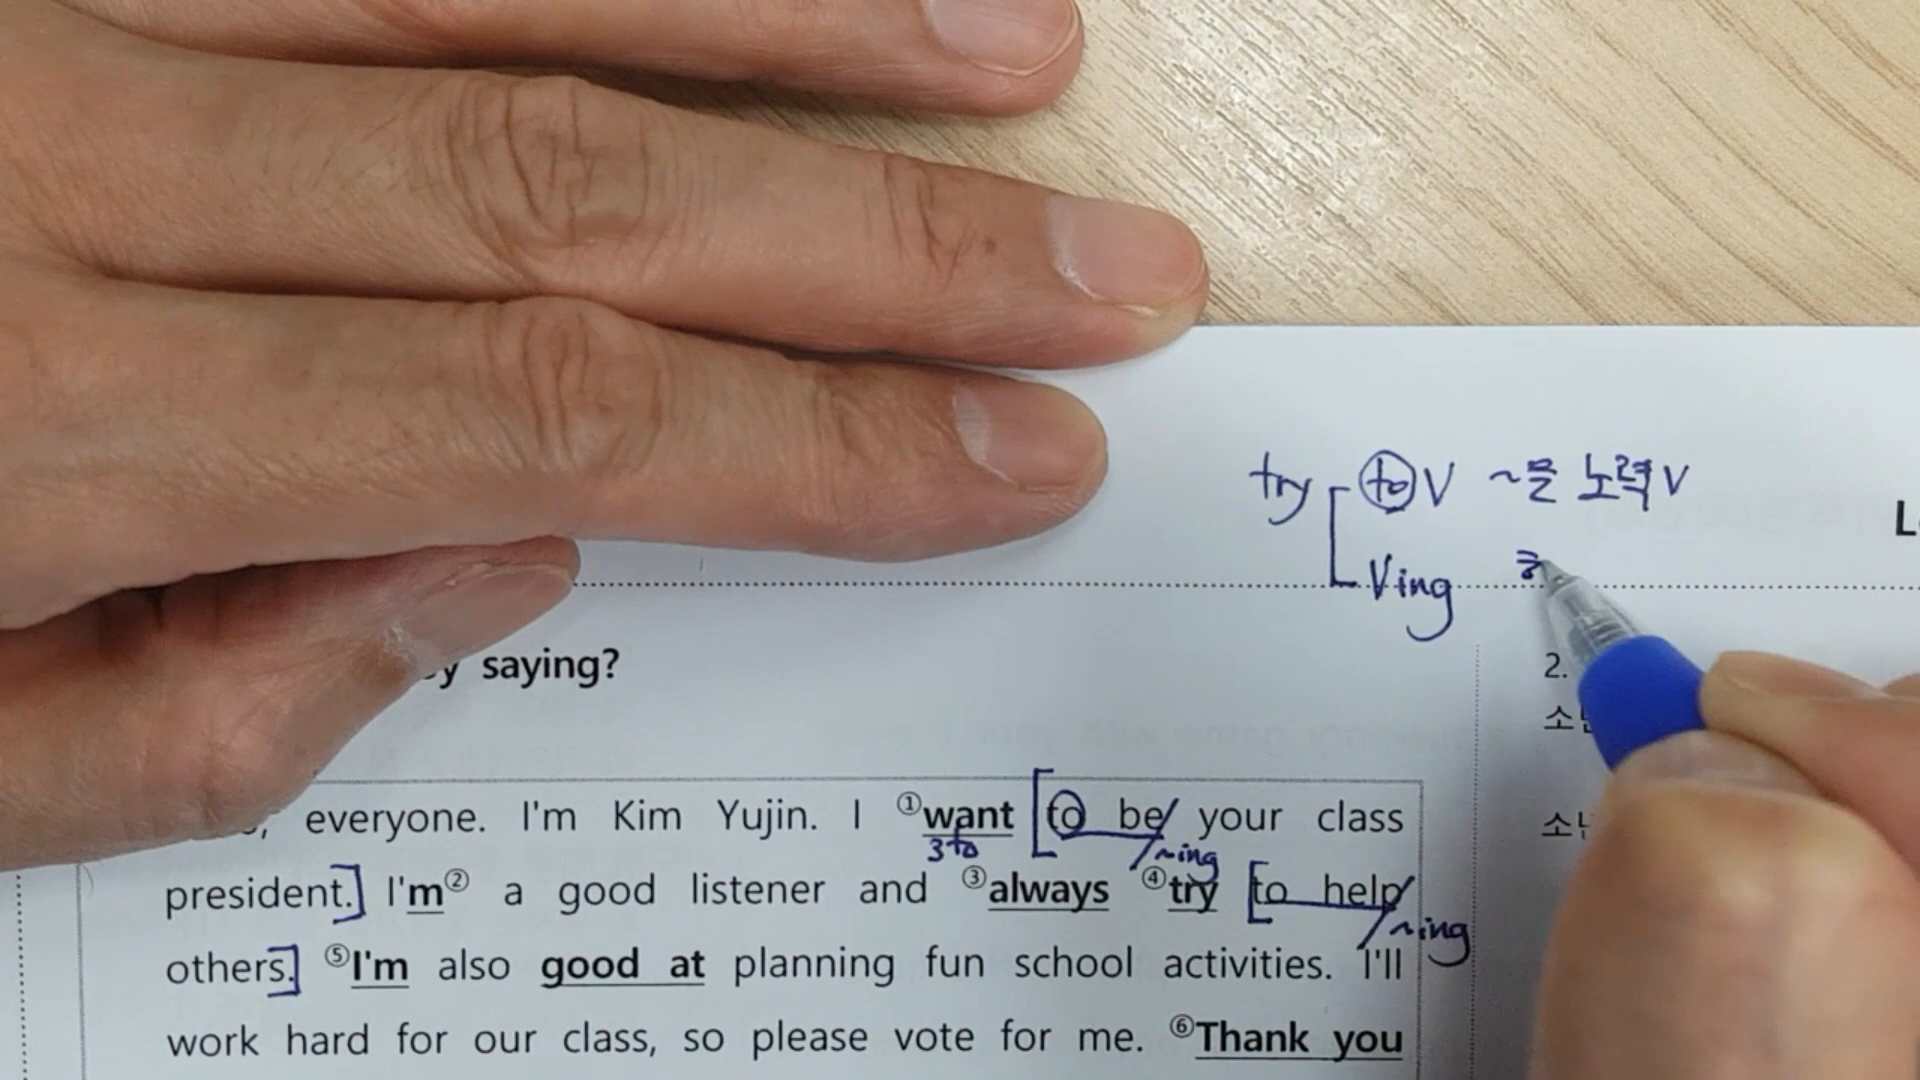 try to V ~을 노력V
Ving
L
saying?
2.
everyone. I'm Kim Yujin. I ①want [to be/ your class
3to /~ing
president.] I'm② a good listener and ③always ④try [to help/
/~ing
others.] ⑤I'm also good at planning fun school activities. I'll
work hard for our class, so please vote for me. ⑥Thank you
소
소